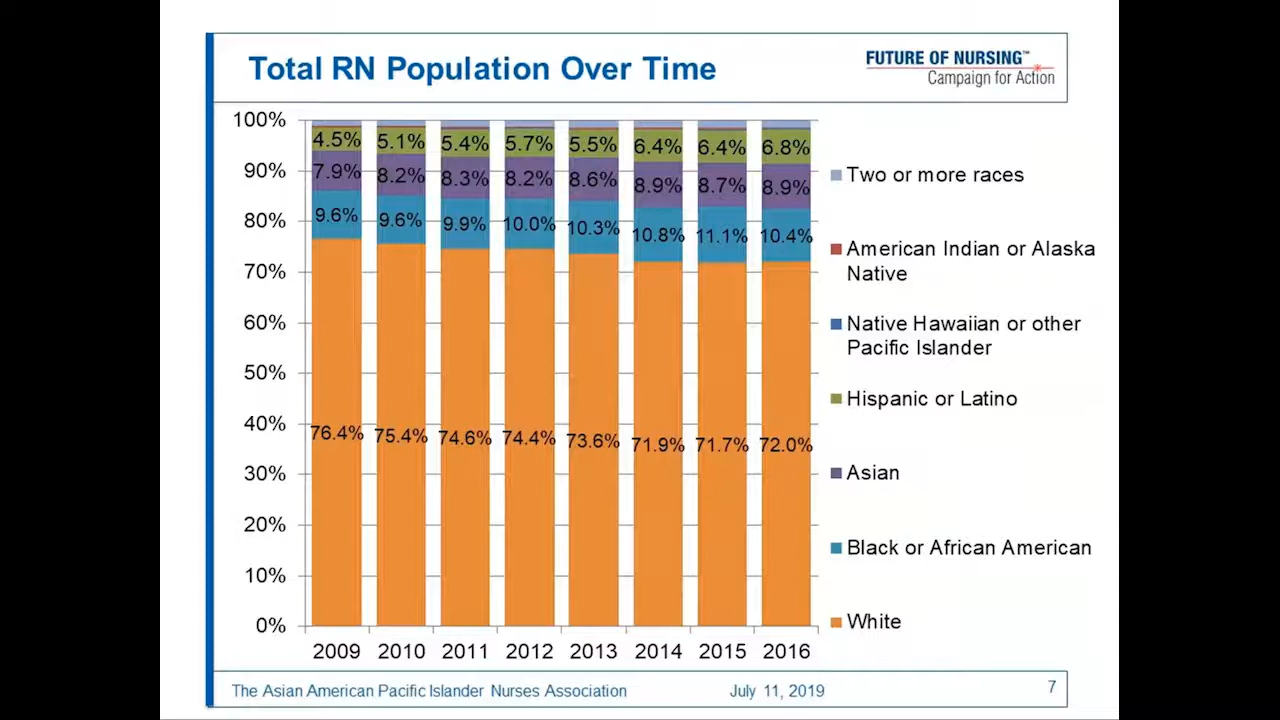 Total RN Population Over Time
FUTURE OF NURSING™
Campaign for Action
100%
90%
80%
70%
60%
50%
40%
30%
20%
10%
0%
4.5% 5.1% 5.4% 5.7% 5.5% 6.4% 6.4% 6.8%
7.9% 8.2% 8.3% 8.2% 8.6% 8.9% 8.7% 8.9%
9.6% 9.6% 9.9% 10.0% 10.3% 10.8% 11.1% 10.4%
76.4% 75.4% 74.6% 74.4% 73.6% 71.9% 71.7% 72.0%
2009 2010 2011 2012 2013 2014 2015 2016
Two or more races
American Indian or Alaska
Native
Native Hawaiian or other
Pacific Islander
Hispanic or Latino
Asian
Black or African American
White
The Asian American Pacific Islander Nurses Association
July 11, 2019
7